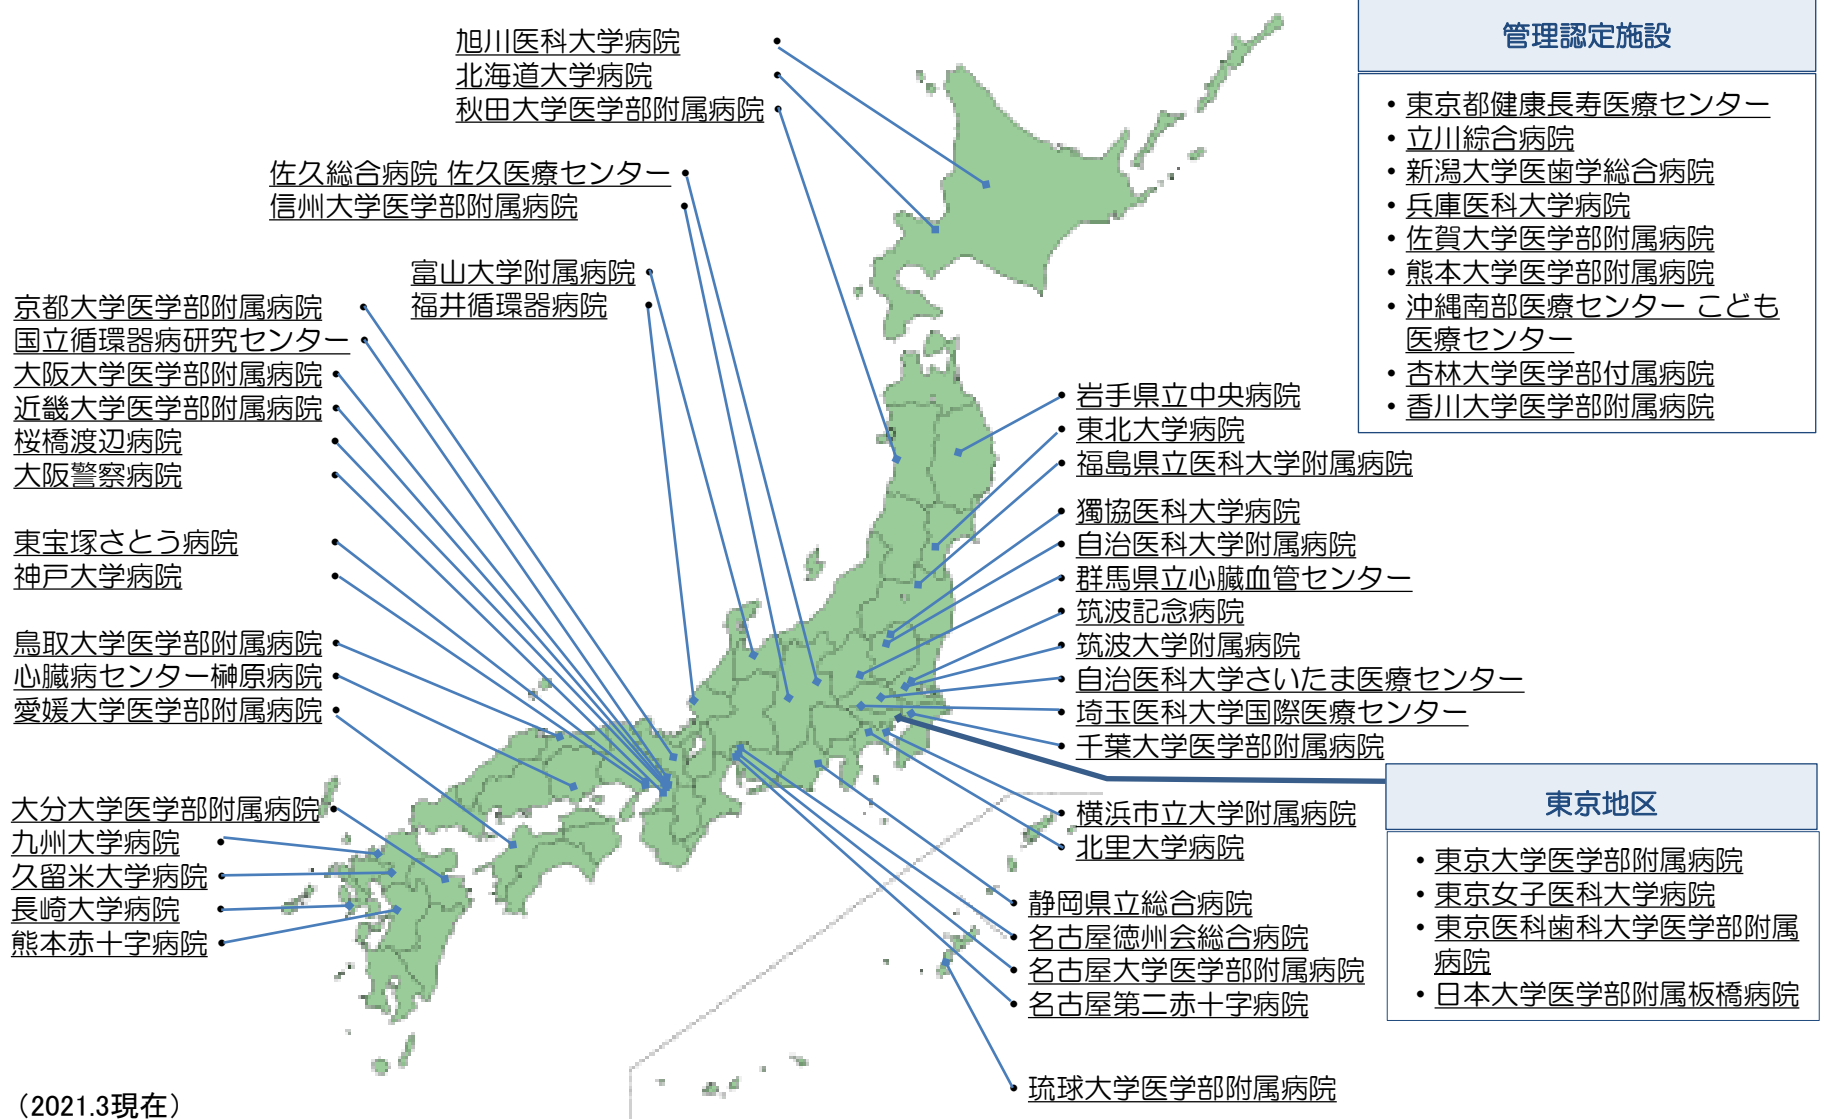 旭川医科大学病院
北海道大学病院
秋田大学医学部附属病院
佐久総合病院 佐久医療センター
信州大学医学部附属病院
富山大学附属病院
福井循環器病院
京都大学医学部附属病院
国立循環器病研究センター
大阪大学医学部附属病院
近畿大学医学部附属病院
桜橋渡辺病院
大阪警察病院
東宝塚さとう病院
神戸大学病院
鳥取大学医学部附属病院
心臓病センター榊原病院
愛媛大学医学部附属病院
大分大学医学部附属病院
九州大学病院
久留米大学病院
長崎大学病院
熊本赤十字病院
(2021.3現在)
岩手県立中央病院
東北大学病院
福島県立医科大学附属病院
獨協医科大学病院
自治医科大学附属病院
群馬県立心臓血管センター
筑波記念病院
筑波大学附属病院
自治医科大学さいたま医療センター
埼玉医科大学国際医療センター
千葉大学医学部附属病院
横浜市立大学附属病院
北里大学病院
静岡県立総合病院
名古屋徳州会総合病院
名古屋大学医学部附属病院
名古屋第二赤十字病院
琉球大学医学部附属病院
管理認定施設
・東京都健康長寿医療センター
・立川綜合病院
・新潟大学医歯学総合病院
・兵庫医科大学病院
・佐賀大学医学部附属病院
・熊本大学医学部附属病院
・沖縄南部医療センター こども
医療センター
・杏林大学医学部付属病院
・香川大学医学部附属病院
東京地区
・東京大学医学部附属病院
・東京女子医科大学病院
・東京医科歯科大学医学部附属
病院
・日本大学医学部附属板橋病院